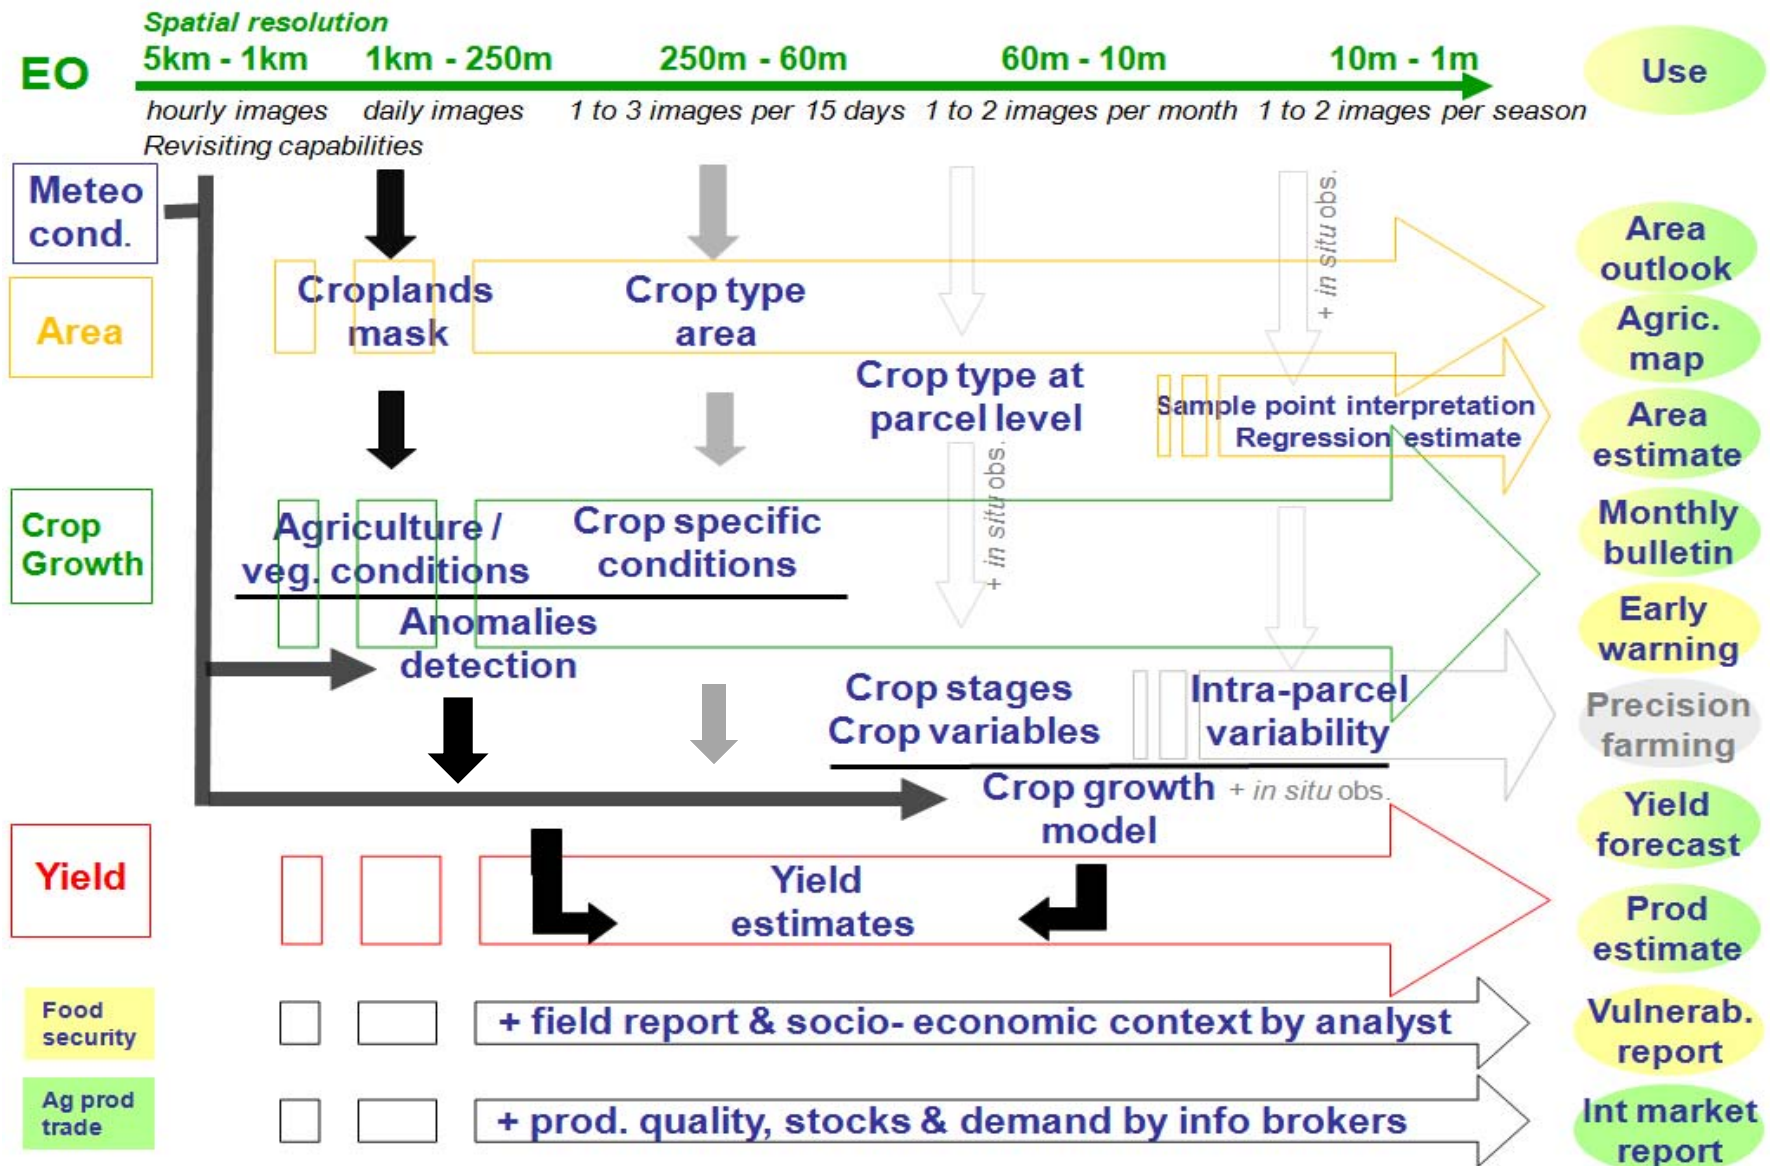 Spatial resolution
EO
5km - 1km
1km - 250m
250m - 60m
60m - 10m
10m - 1m
Use
hourly images
daily images
1 to 3 images per 15 days
1 to 2 images per month
1 to 2 images per season
Revisiting capabilities
Meteo
cond.
+ in situ obs.
Area
outlook
Area
Croplands
mask
Crop type
area
Agric.
map
Crop type at
parcel level
Sample point interpretation
Regression estimate
Area
estimate
+ in situ obs.
Crop
Growth
Agriculture /
veg. conditions
Crop specific
conditions
Monthly
bulletin
Anomalies
detection
Early
warning
Crop stages
Crop variables
Intra-parcel
variability
Precision
farming
Crop growth
model
+ in situ obs.
Yield
forecast
Yield
Yield
estimates
Prod
estimate
Food
security
+ field report & socio- economic context by analyst
Vulnerab.
report
Ag prod
trade
+ prod. quality, stocks & demand by info brokers
Int market
report